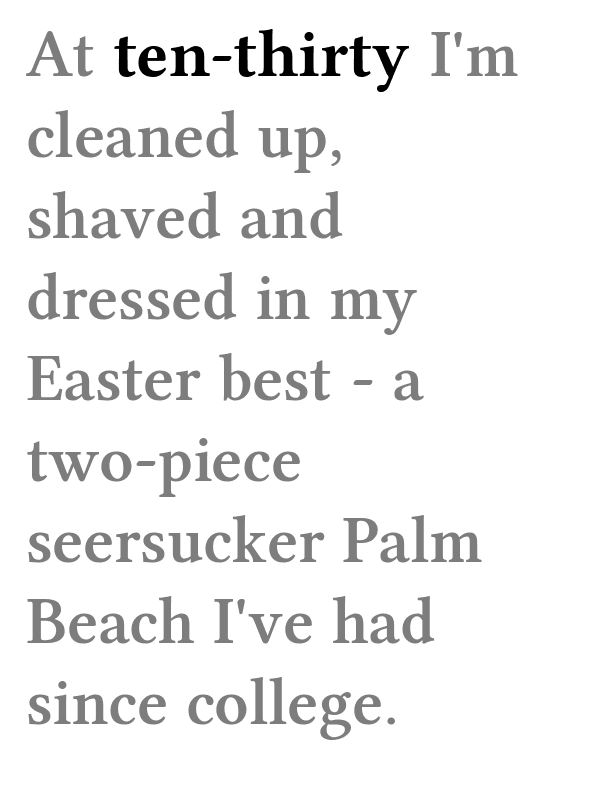 At ten-thirty I'm
cleaned up,
shaved and
dressed in my
Easter best - a
two-piece
seersucker Palm
Beach I've had
since college.